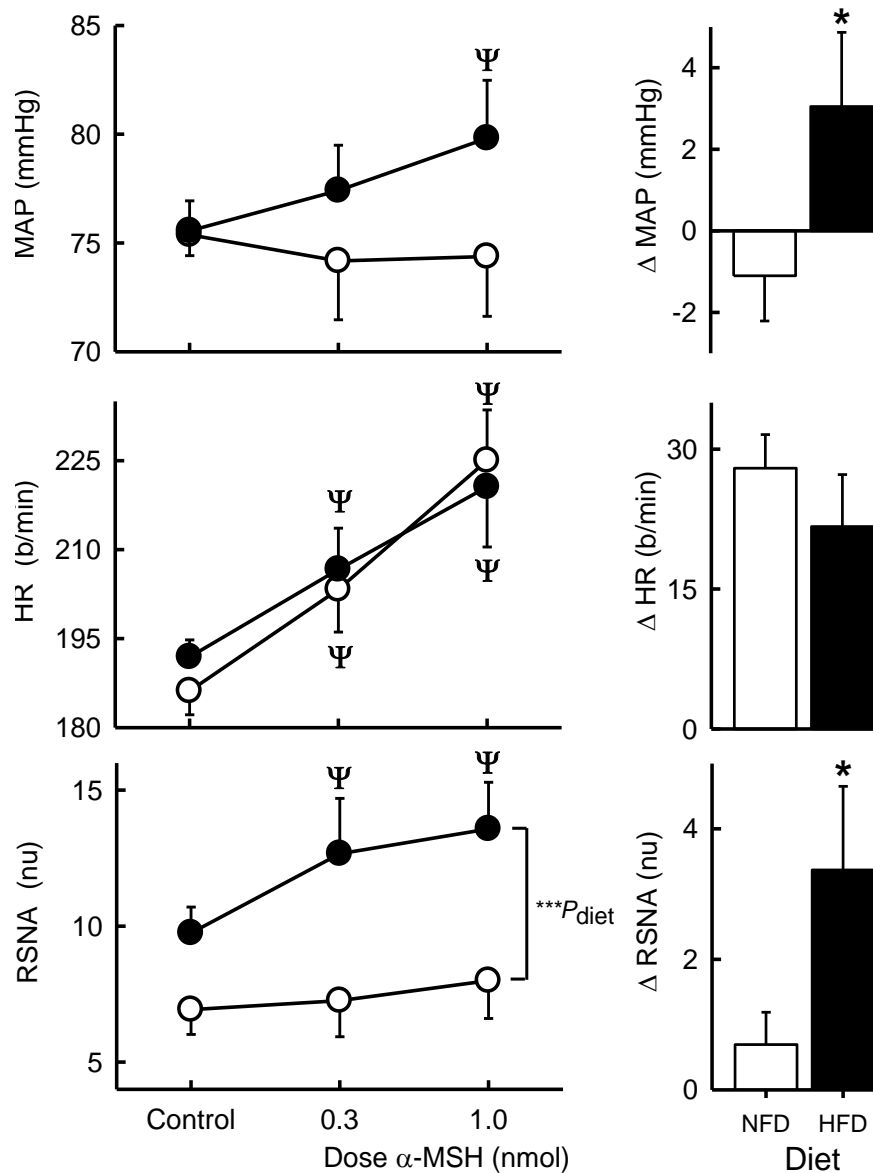 85
80
75
70
MAP (mmHg)
Ψ
4
2
0
-2
Δ MAP (mmHg)
*
225
210
195
180
HR (b/min)
Ψ
Ψ
Ψ
Ψ
30
15
0
Δ HR (b/min)
15
10
5
RSNA (nu)
Ψ
Ψ
***Pdiet
Control 0.3 1.0
Dose α-MSH (nmol)
4
2
0
Δ RSNA (nu)
*
NFD HFD
Diet